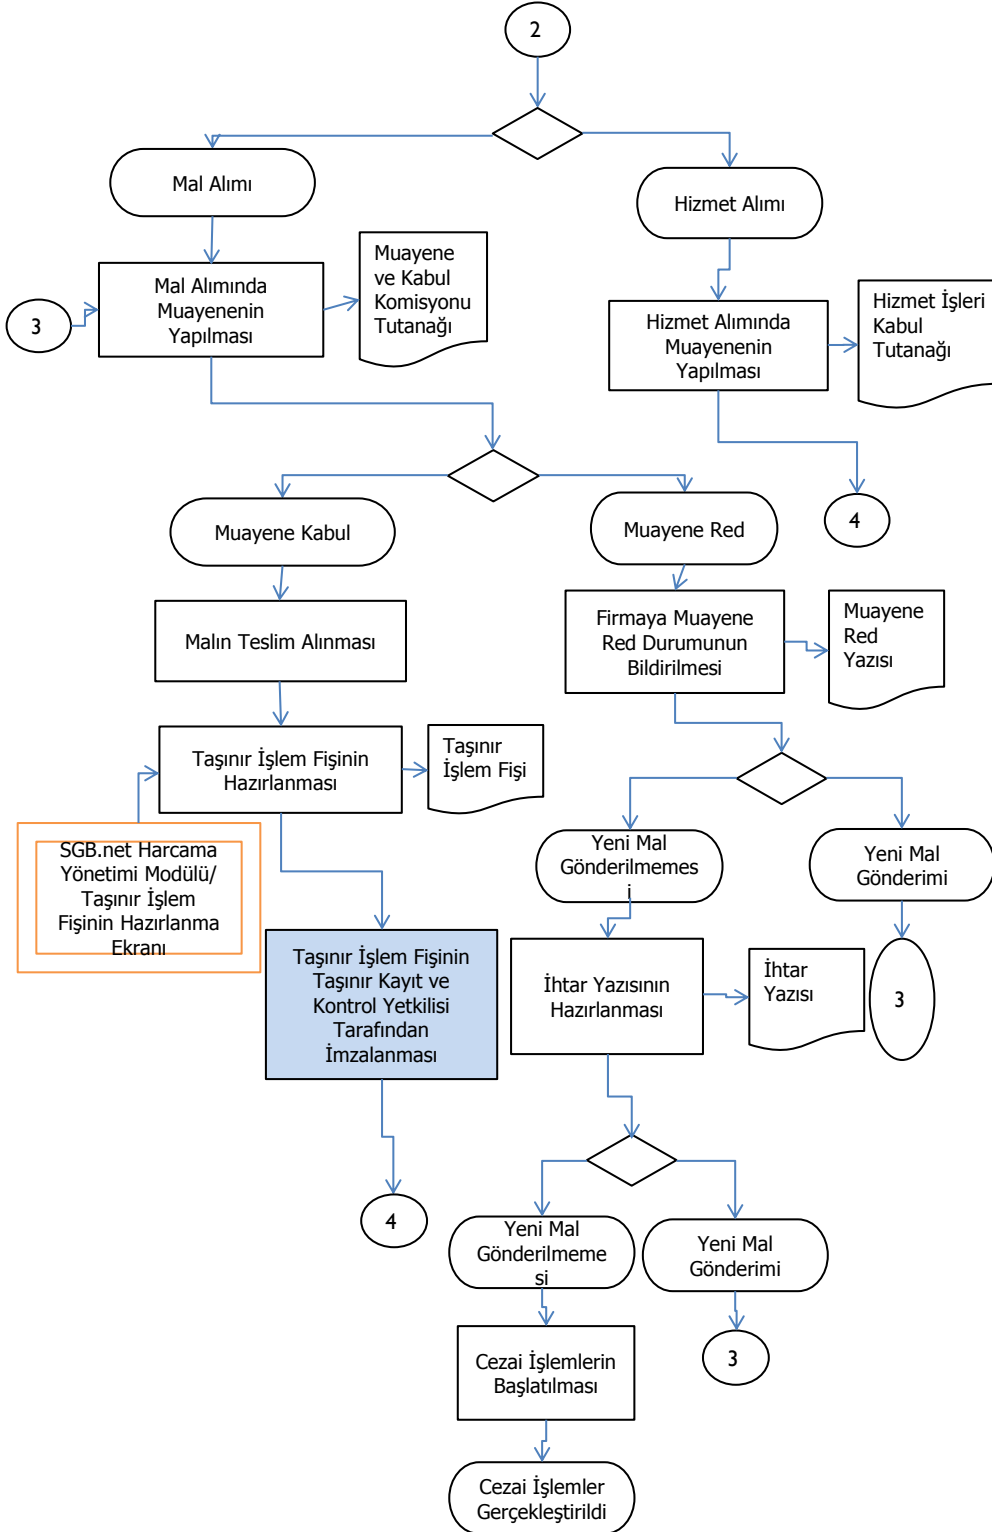 2
Mal Alımı
Hizmet Alımı
Mal Alımında
Muayenenin
Yapılması
Muayene
ve Kabul
Komisyonu
Tutanağı
3
Hizmet Alımında
Muayenenin
Yapılması
Hizmet İşleri
Kabul
Tutanağı
Muayene Kabul
Muayene Red
4
Malın Teslim Alınması
Firmaya Muayene
Red Durumunun
Bildirilmesi
Muayene
Red
Yazısı
Taşınır İşlem Fişinin
Hazırlanması
Taşınır
İşlem Fişi
SGB.net Harcama
Yönetimi Modülü/
Taşınır İşlem
Fişinin Hazırlanma
Ekranı
Yeni Mal
Gönderilmemes
i
Yeni Mal
Gönderimi
Taşınır İşlem Fişinin
Taşınır Kayıt ve
Kontrol Yetkilisi
Tarafından
İmzalanması
İhtar Yazısının
Hazırlanması
İhtar
Yazısı
3
4
Yeni Mal
Gönderilmeme
si
Yeni Mal
Gönderimi
Cezai İşlemlerin
Başlatılması
3
Cezai İşlemler
Gerçekleştirildi